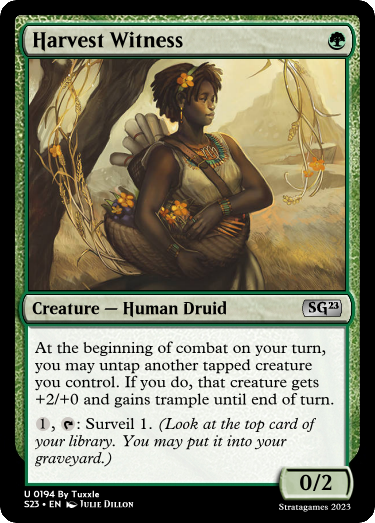 Harvest Witness
Creature — Human Druid
SG23
At the beginning of combat on your turn,
you may untap another tapped creature
you control. If you do, that creature gets
+2/+0 and gains trample until end of turn.
1, : Surveil 1. (Look at the top card of
your library. You may put it into your
graveyard.)
0/2
U 0194 By Tuxxle
S23 • EN Julie Dillon
Stratagames 2023